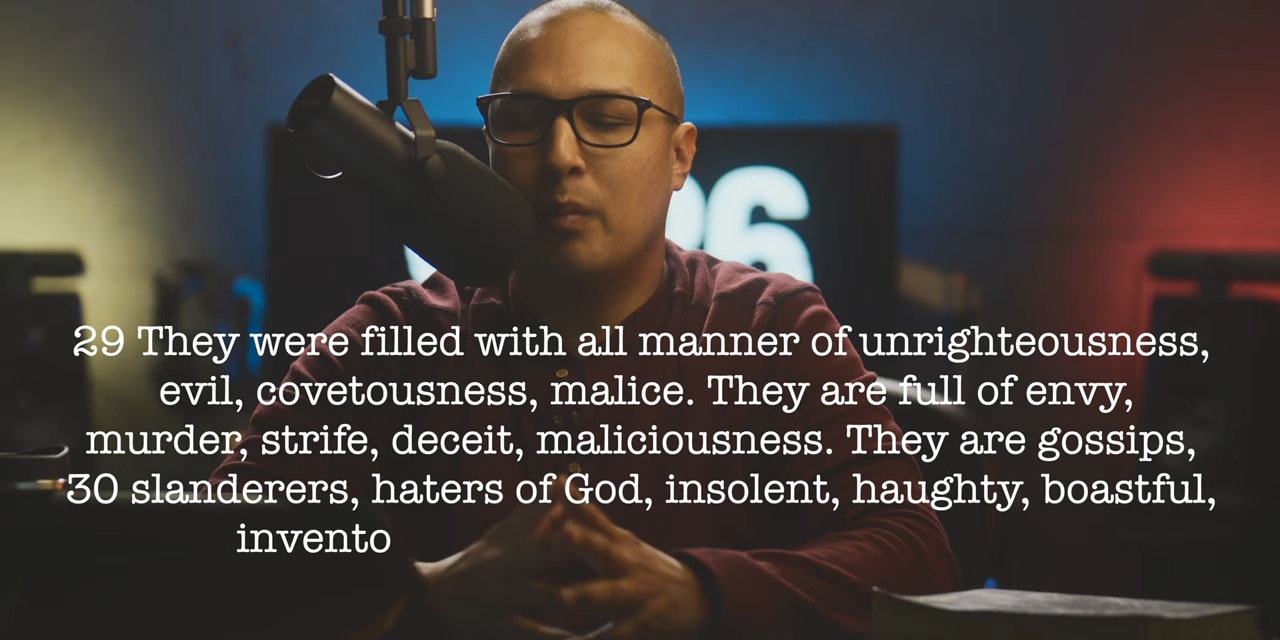 29 They were filled with all manner of unrighteousness,
evil, covetousness, malice. They are full of envy,
murder, strife, deceit, maliciousness. They are gossips,
30 slanderers, haters of God, insolent, haughty, boastful,
invento